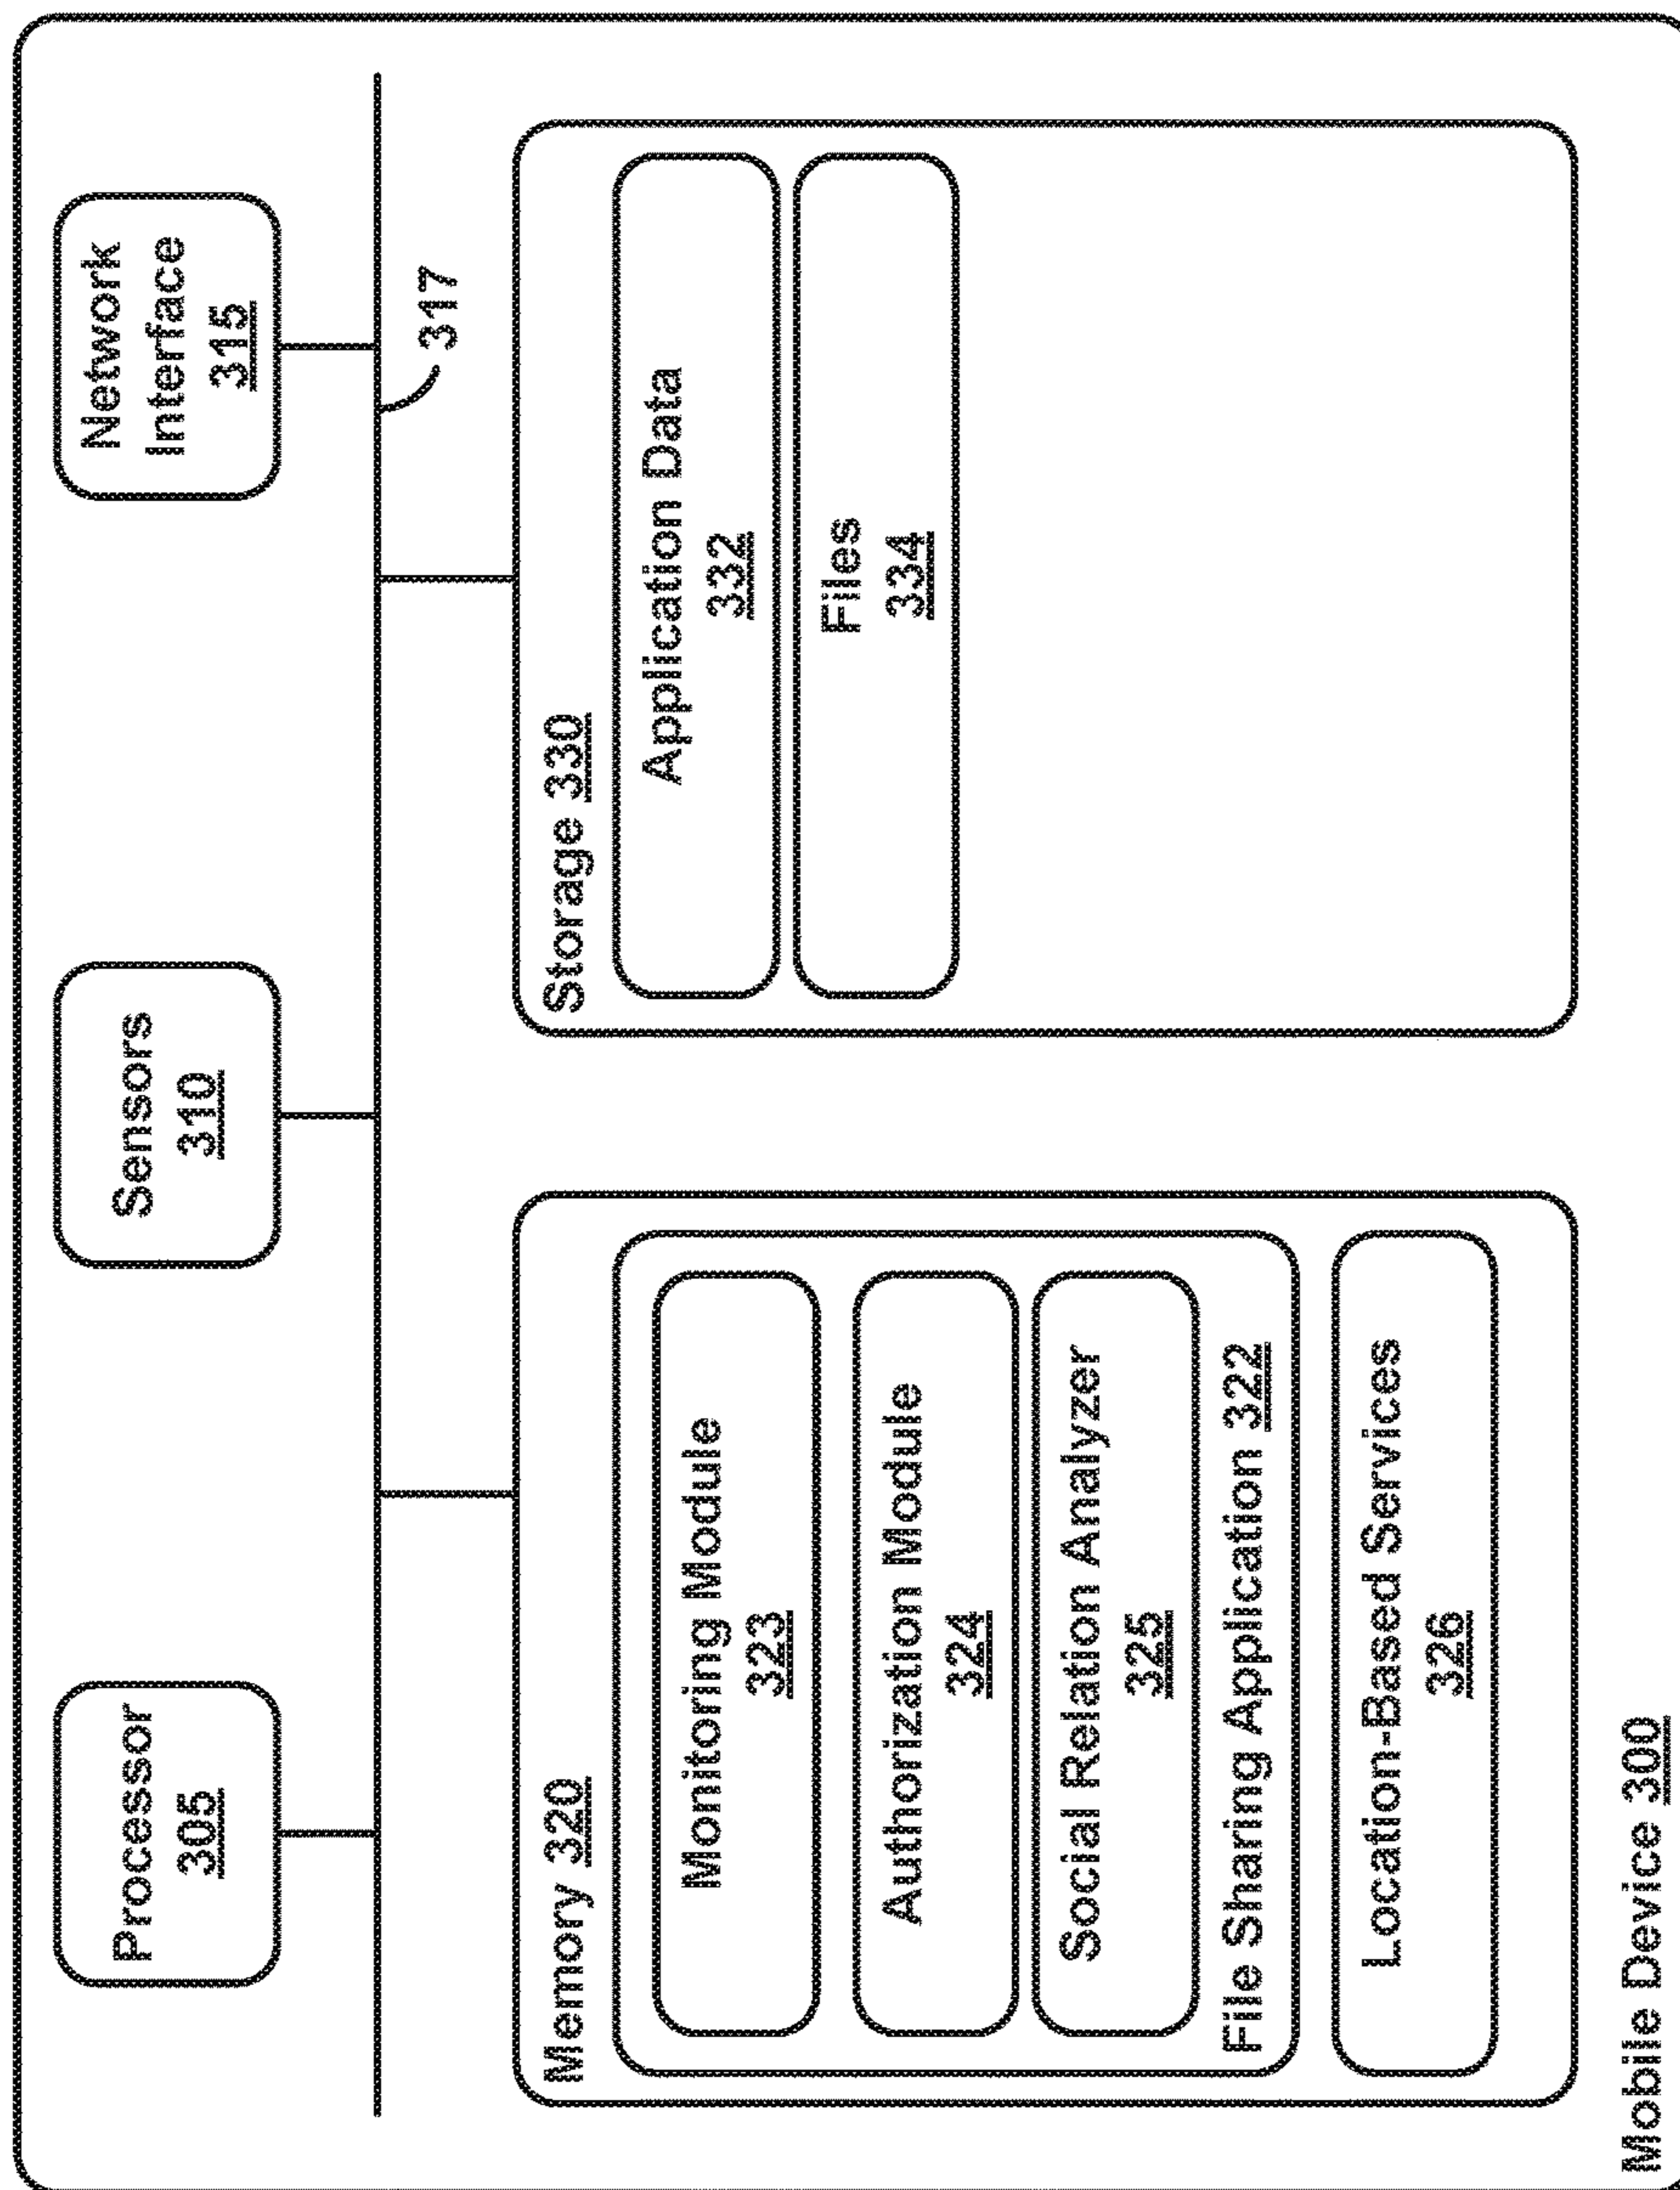 Processor
305
Sensors
310
Network
Interface
315
317
Memory 320
Monitoring Module
323
Authorization Module
324
Social Relation Analyzer
325
File Sharing Application 322
Location-Based Services
326
Storage 330
Application Data
332
Files
334
Mobile Device 300